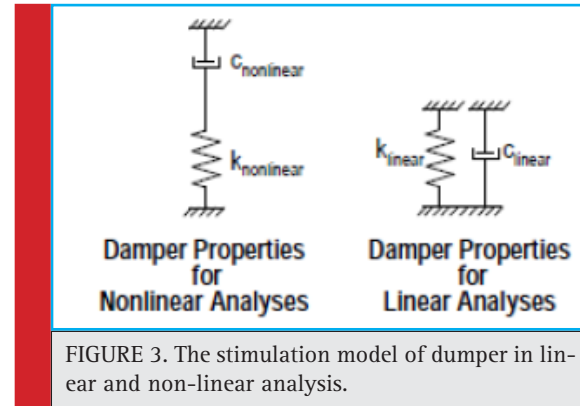 Cnonlinear
knonlinear
Damper Properties
for
Nonlinear Analyses
klinear
Clinear
Damper Properties
for
Linear Analyses
FIGURE 3. The stimulation model of dumper in lin-
ear and non-linear analysis.